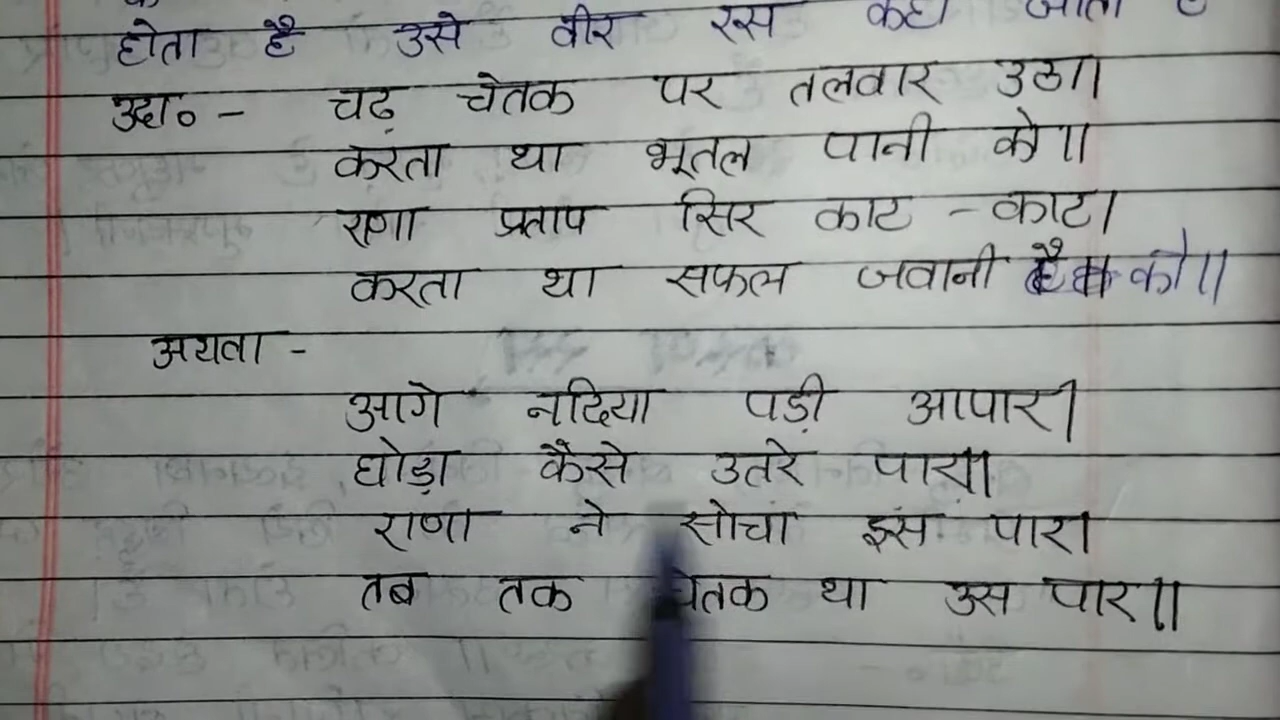 होता है उसे वीर रस कहा जाता है
उदा० - चढ़ चेतक पर तलवार उठा।
करता था भूतल पानी को॥
राणा प्रताप सिर काट - काट।
करता था सफल जवानी को॥
अथवा -
आगे नदिया पड़ी आपार।
घोड़ा कैसे उतरे पार॥
राणा ने सोचा इस पार।
तब तक चेतक था उस पार॥